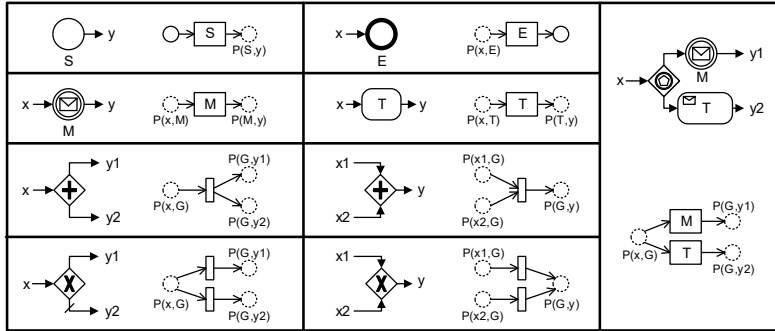 y
S
S
P(S,y)
x
E
E
P(x,E)
x
y
M
M
P(x,M)
P(M,y)
x
T
y
T
P(x,T)
P(T,y)
y1
x
y2
P(G,y1)
P(x,G)
P(G,y2)
x1
y
x2
P(x1,G)
P(x2,G)
P(G,y)
y1
x
X
y2
P(G,y1)
P(x,G)
P(G,y2)
x1
X
y
x2
P(x1,G)
P(x2,G)
P(G,y)
y1
M
x
T
y2
P(G,y1)
M
T
P(x,G)
P(G,y2)